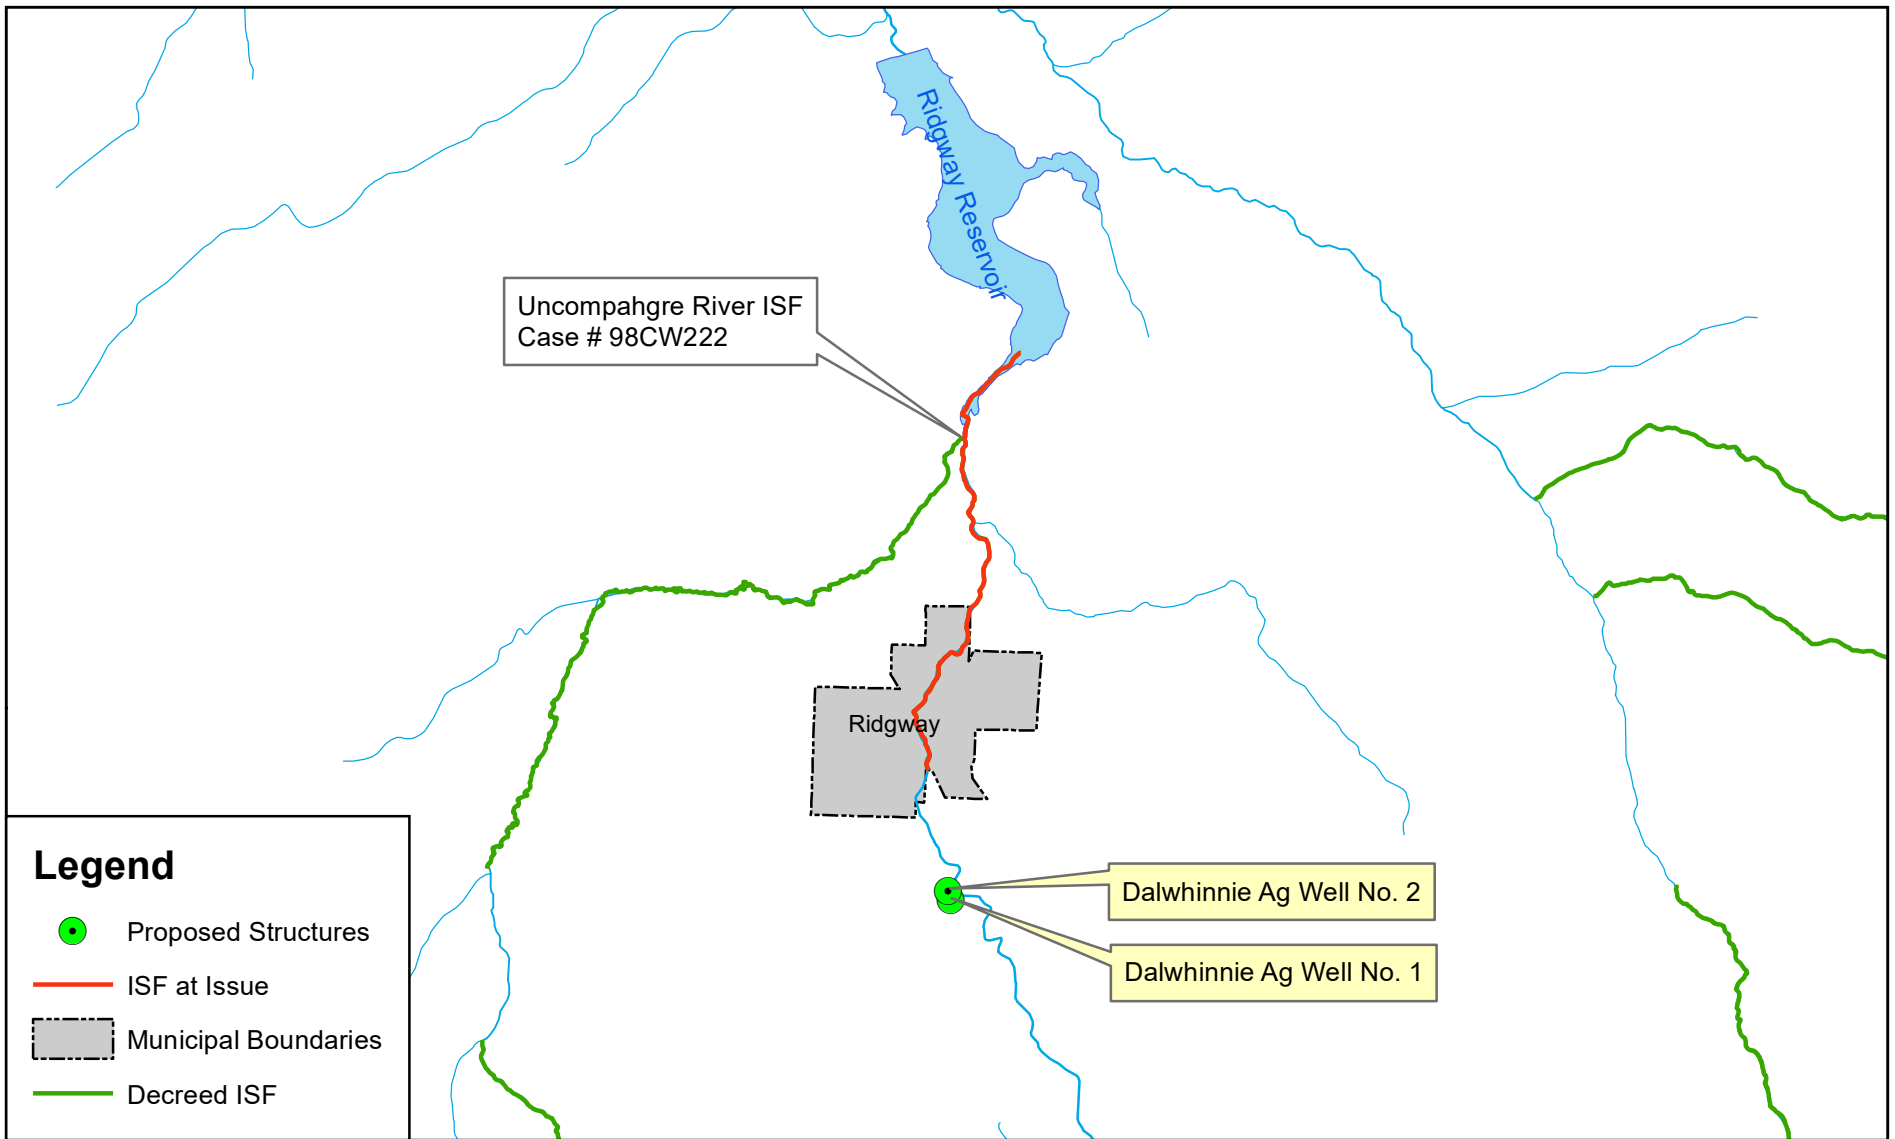 Ridgway Reservoir
Uncompahgre River ISF
Case # 98CW222
Ridgway
Dalwhinnie Ag Well No. 2
Dalwhinnie Ag Well No. 1
Legend
Proposed Structures
ISF at Issue
Municipal Boundaries
Decreed ISF